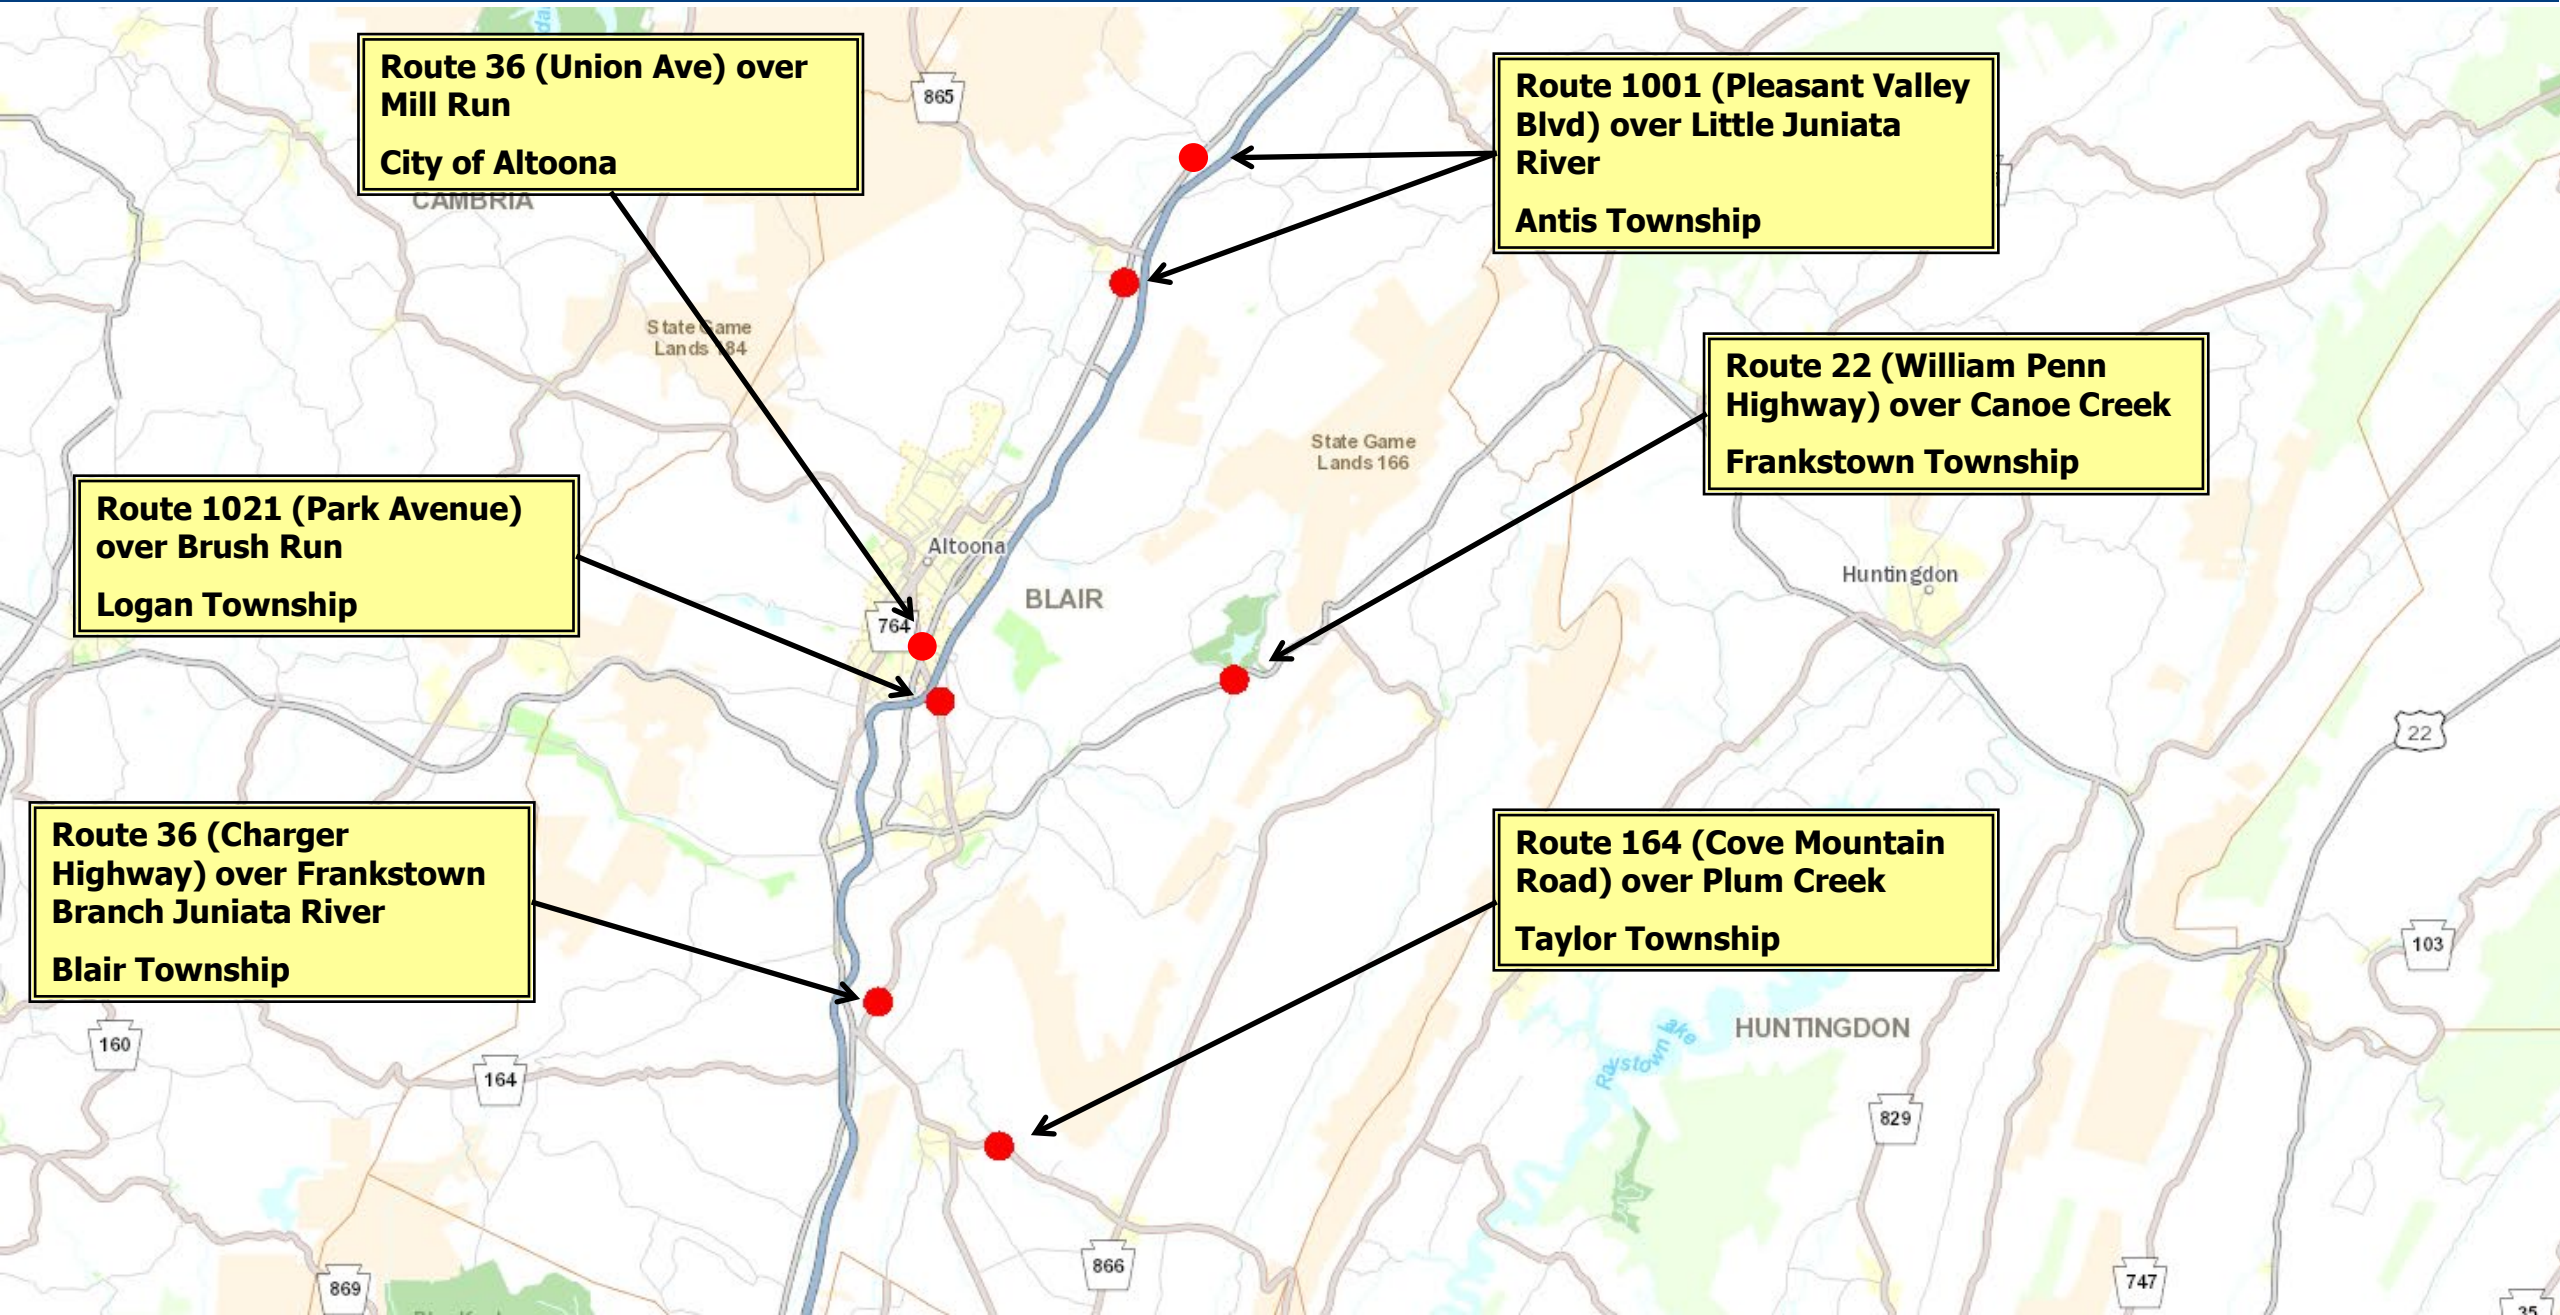 Route 36 (Union Ave) over
Mill Run
City of Altoona
865
Route 1001 (Pleasant Valley
Blvd) over Little Juniata
River
Antis Township
CAMBRIA
State Game
Lands 184
Route 22 (William Penn
Highway) over Canoe Creek
Frankstown Township
State Game
Lands 166
Route 1021 (Park Avenue)
over Brush Run
Logan Township
Altoona
BLAIR
Huntingdon
764
22
Route 36 (Charger
Highway) over Frankstown
Branch Juniata River
Blair Township
Route 164 (Cove Mountain
Road) over Plum Creek
Taylor Township
103
HUNTINGDON
Raystown Lake
160
164
829
866
869
747
35